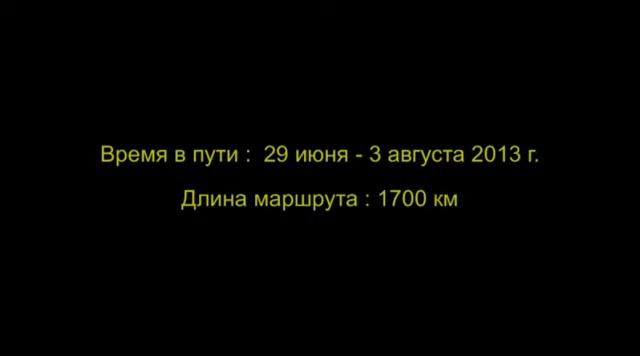 Время в пути :  29 июня - 3 августа 2013 г.
Длина маршрута : 1700 км